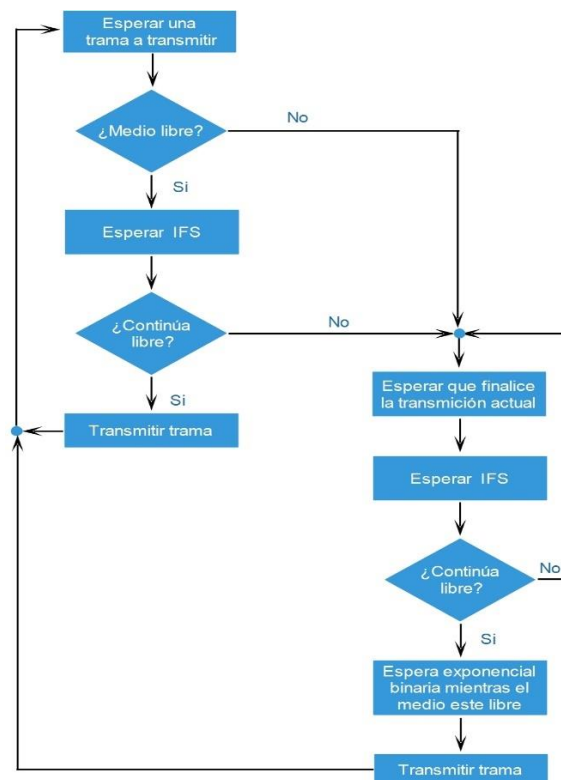 Esperar una
trama a transmitir
¿Medio libre?
No
Si
Esperar IFS
¿Continúa
libre?
No
Si
Transmitir trama
Esperar que finalice
la transmición actual
Esperar IFS
¿Continúa
libre?
No
Si
Espera exponencial
binaria mientras el
medio este libre
Transmitir trama